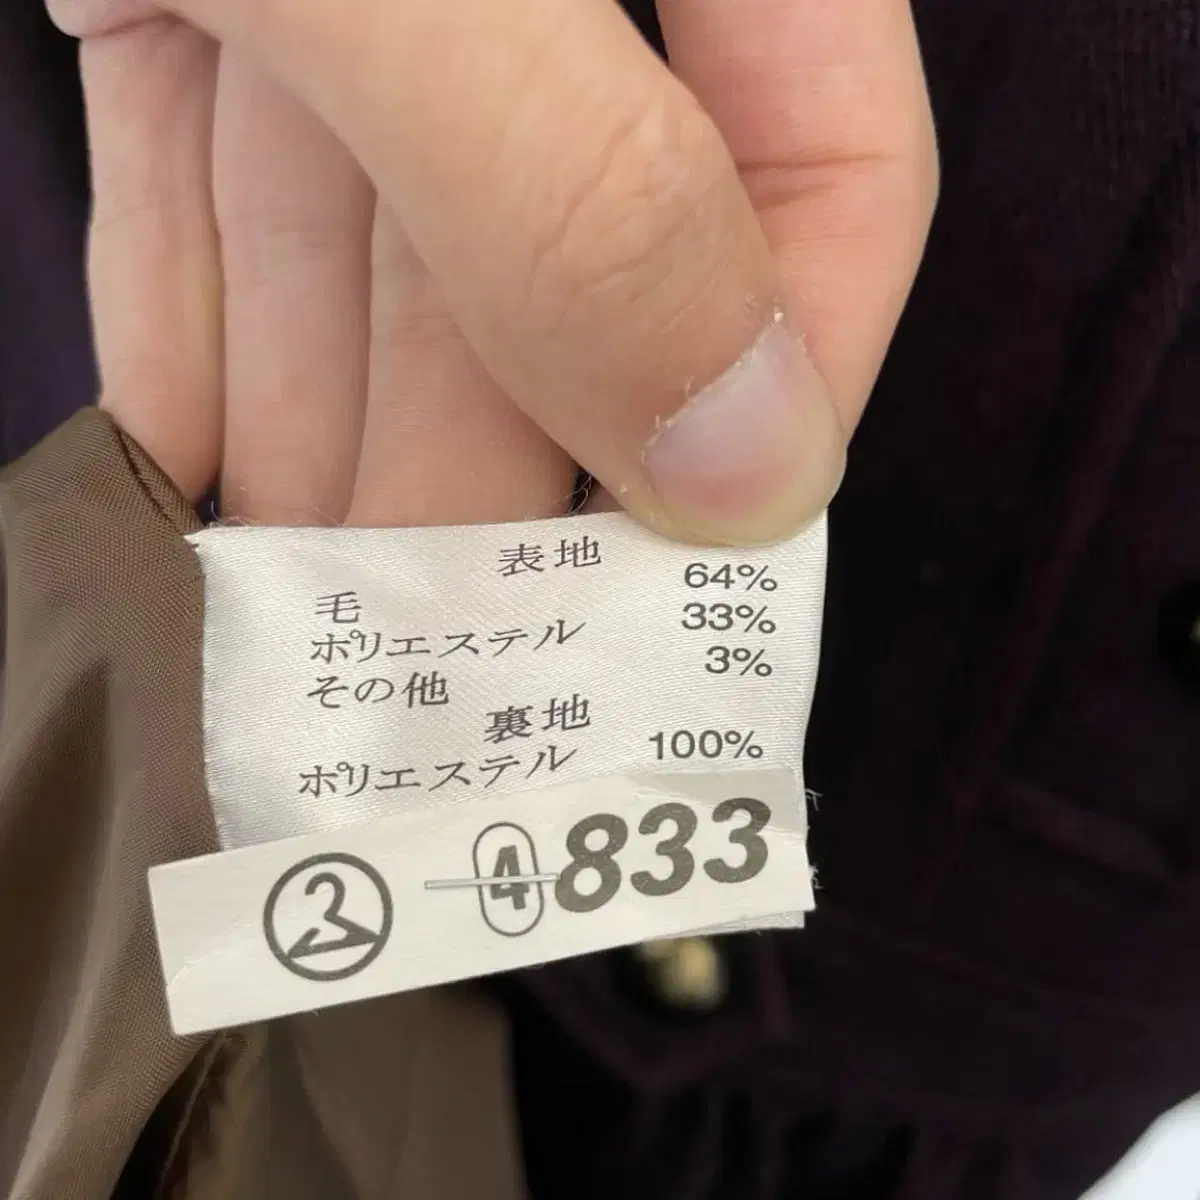 表地
毛 64%
ポリエステル 33%
その他 3%
裏地
ポリエステル 100%
4 833